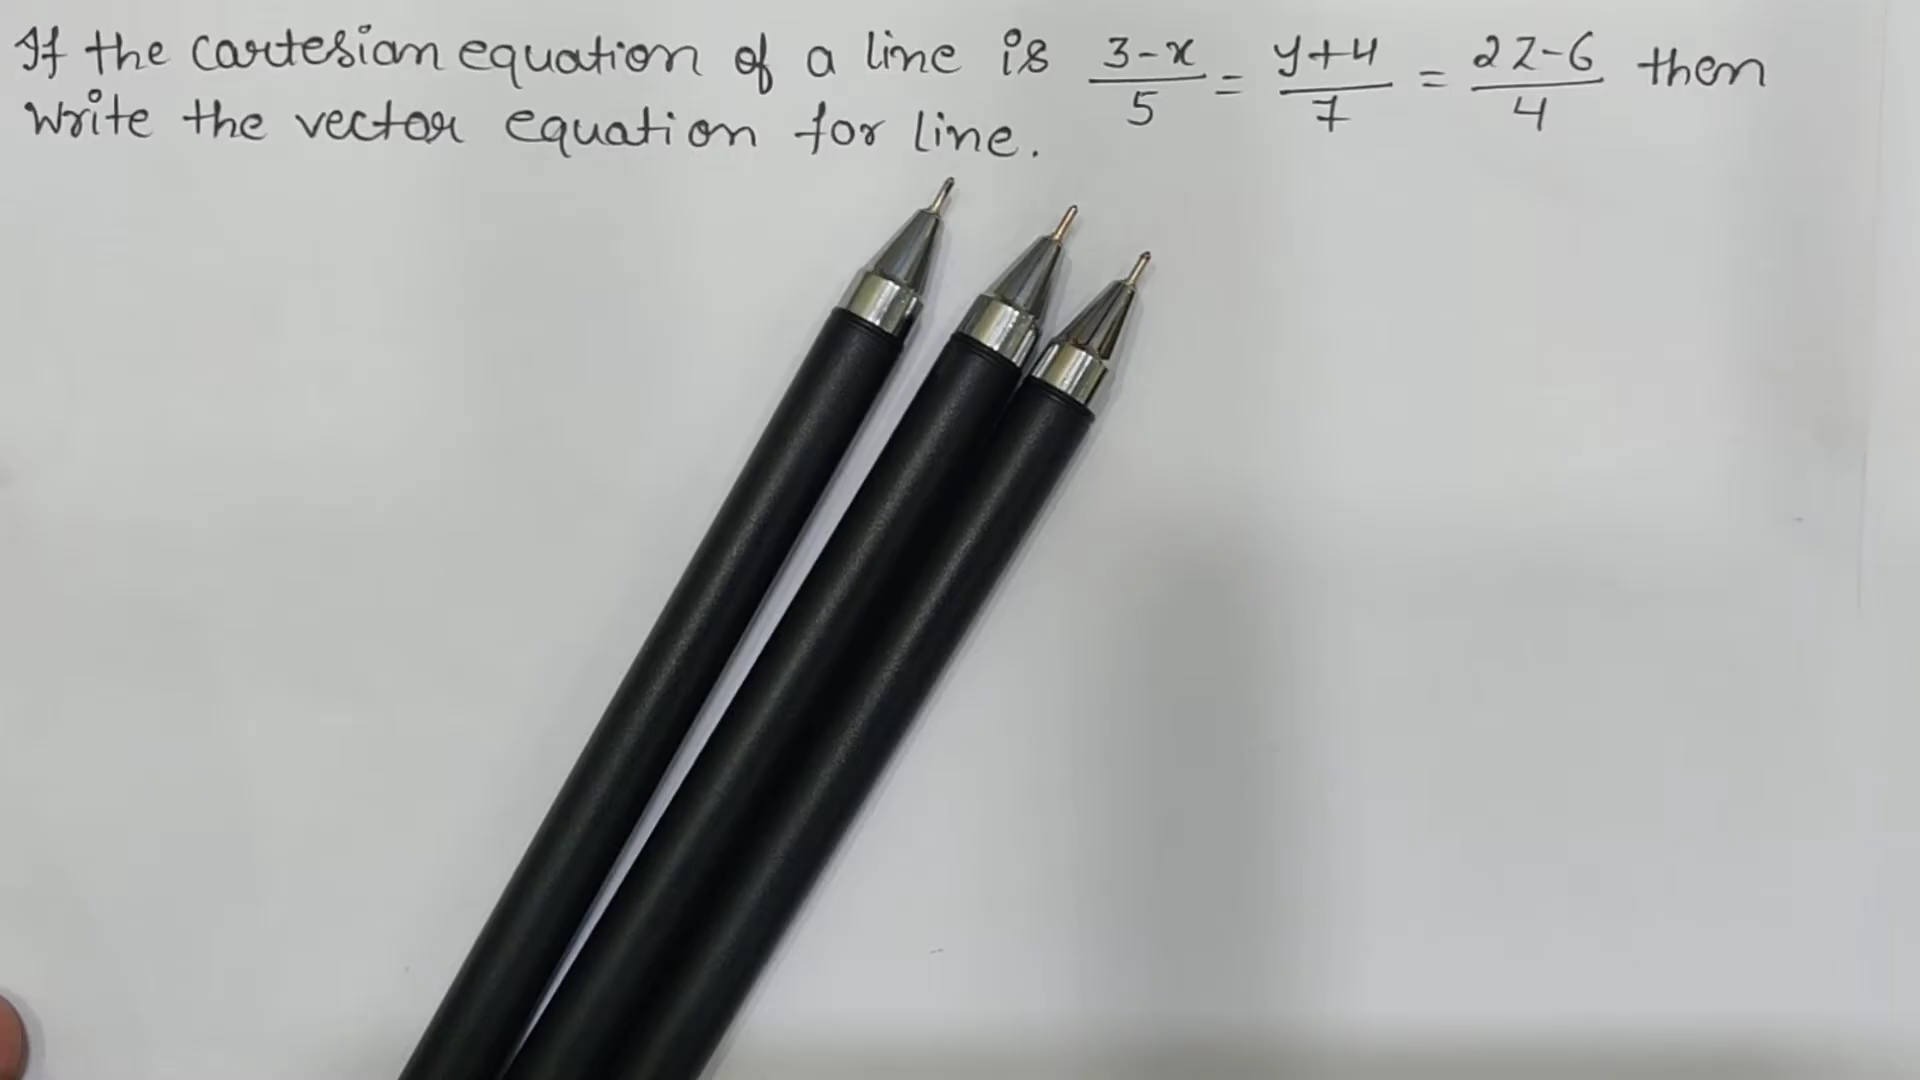 If the cartesian equation of a line is 3-x/5 = y+4/7 = 2z-6/4 then
write the vector equation for line.